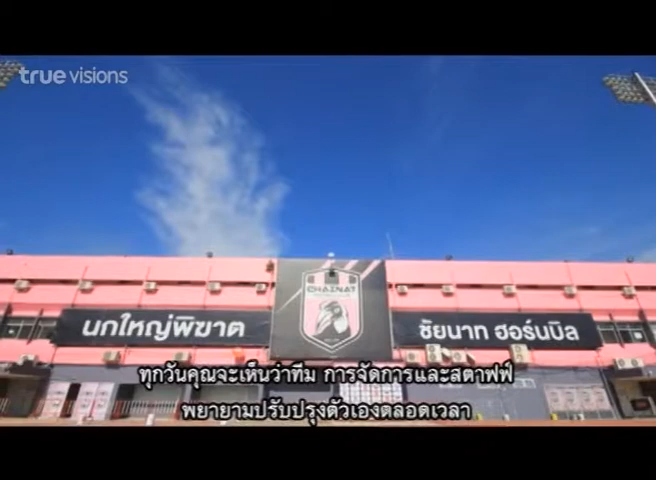 true visions
CHAINAT
นกใหญ่พิฆาต
ชัยนาท ฮอร์นบิล
ทุกวันคุณจะเห็นว่าทีม การจัดการและสตาฟฟ์
พยายามปรับปรุงตัวเองตลอดเวลา